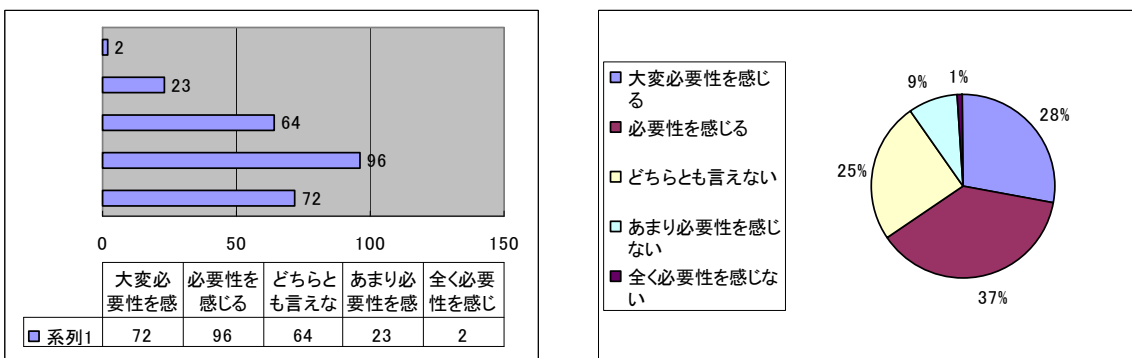 2
23
64
96
72
0 50 100 150
大変必 必要性を どちらと あまり必 全く必要
要性を感 感じる も言えな 要性を感 性を感じ
系列1 72 96 64 23 2
大変必要性を感じ
る
必要性を感じる
どちらとも言えない
あまり必要性を感じ
ない
全く必要性を感じな
い
1%
9%
28%
25%
37%